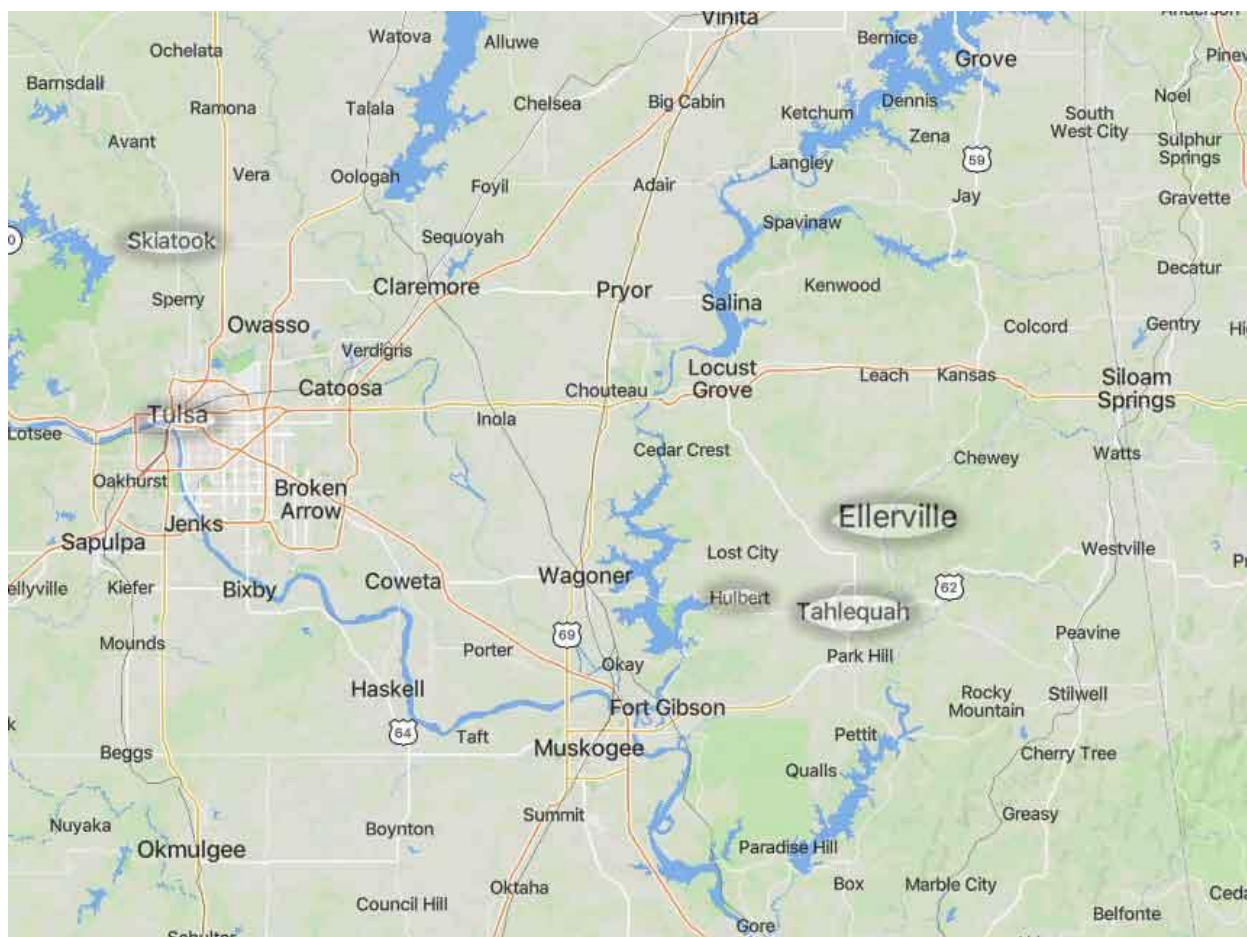 Vinita
Watova
Alluwe
Bernice
Ochelata
Grove
Barnsdall
Ramona
Talala
Chelsea
Big Cabin
Ketchum
Dennis
South
West City
Noel
Avant
Zena
Sulphur
Springs
Vera
Oologah
Foyil
Adair
Langley
59
Jay
Gravette
Skiatook
Sequoyah
Spavinaw
Decatur
Sperry
Claremore
Pryor
Salina
Kenwood
Owasso
Colcord
Gentry
Verdigris
Catoosa
Chouteau
Locust
Grove
Leach
Kansas
Siloam
Springs
Tulsa
Lotsee
Inola
Cedar Crest
Chewey
Watts
Oakhurst
Broken
Arrow
Jenks
Ellerville
Sapulpa
Lost City
Westville
Kiefer
Bixby
Coweta
Wagoner
Hulbert
Tahlequah
62
Mounds
Porter
69
Okay
Park Hill
Peavine
Haskell
Fort Gibson
Rocky
Mountain
Stilwell
64
Taft
Muskogee
Pettit
Beggs
Qualls
Cherry Tree
Nuyaka
Boynton
Summit
Greasy
Okmulgee
Paradise Hill
Oktaha
Box
Marble City
Council Hill
Gore
Belfonte